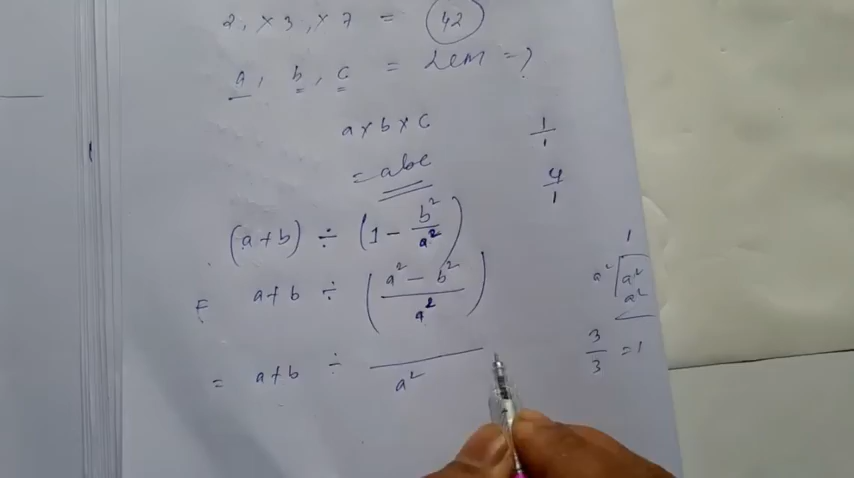 2, × 3, × 7 = 42
a, b, c = LCM = ?
a × b × c
= abc
1/1
4/1
(a + b) ÷ (1 - b²/a²)
= a + b ÷ ((a² - b²)/a²)
= a + b ÷ /a²
1
a² a²
a²
3/3 = 1